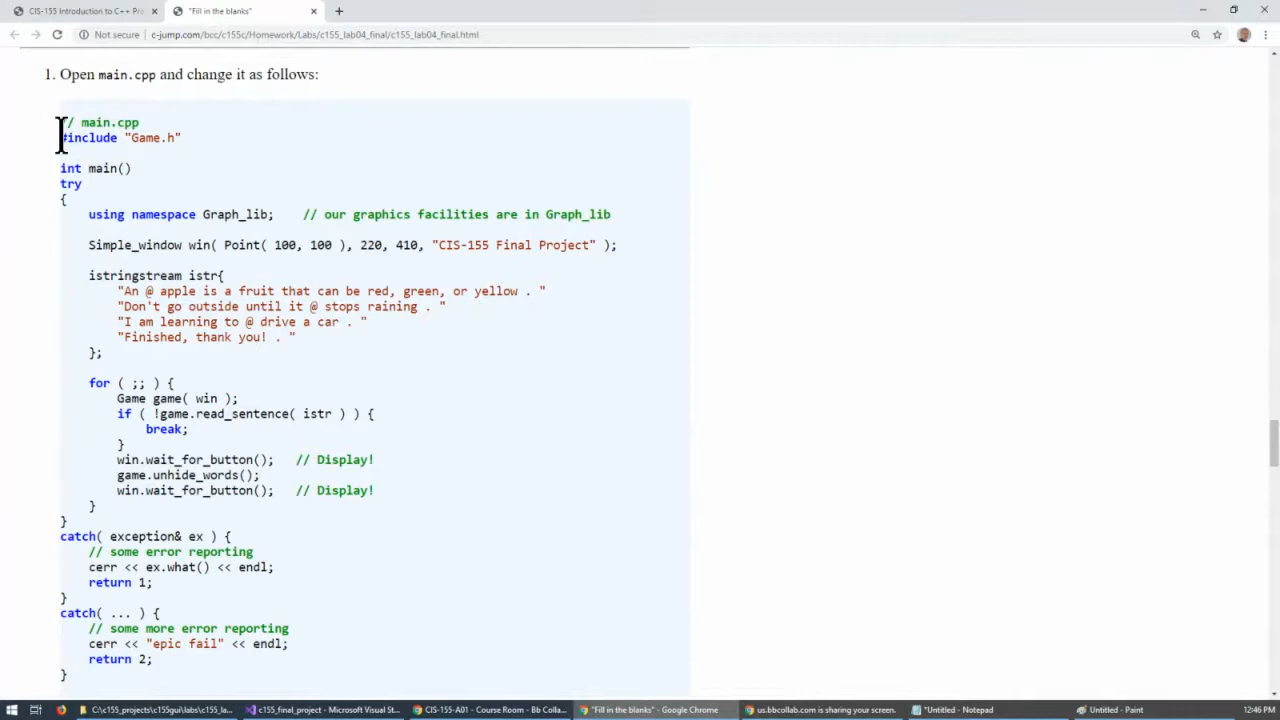 CIS-155 Introduction to C++ Pro
"Fill in the blanks"
Not secure | c-jump.com/bcc/c155c/Homework/Labs/c155_lab04_final/c155_lab04_final.html
1. Open main.cpp and change it as follows:
// main.cpp
#include "Game.h"
int main()
try
{
using namespace Graph_lib;    // our graphics facilities are in Graph_lib
Simple_window win( Point( 100, 100 ), 220, 410, "CIS-155 Final Project" );
istringstream istr{
"An @ apple is a fruit that can be red, green, or yellow . "
"Don't go outside until it @ stops raining . "
"I am learning to @ drive a car . "
"Finished, thank you! . "
};
for ( ;; ) {
Game game( win );
if ( !game.read_sentence( istr ) ) {
break;
}
win.wait_for_button();   // Display!
game.unhide_words();
win.wait_for_button();   // Display!
}
}
catch( exception& ex ) {
// some error reporting
cerr << ex.what() << endl;
return 1;
}
catch( ... ) {
// some more error reporting
cerr << "epic fail" << endl;
return 2;
}
C:\c155_projects\c155gui\labs\c155_la...
c155_final_project - Microsoft Visual St...
CIS-155-A01 - Course Room - Bb Colla...
"Fill in the blanks" - Google Chrome
us.bbcollab.com is sharing your screen.
*Untitled - Notepad
Untitled - Paint
12:46 PM